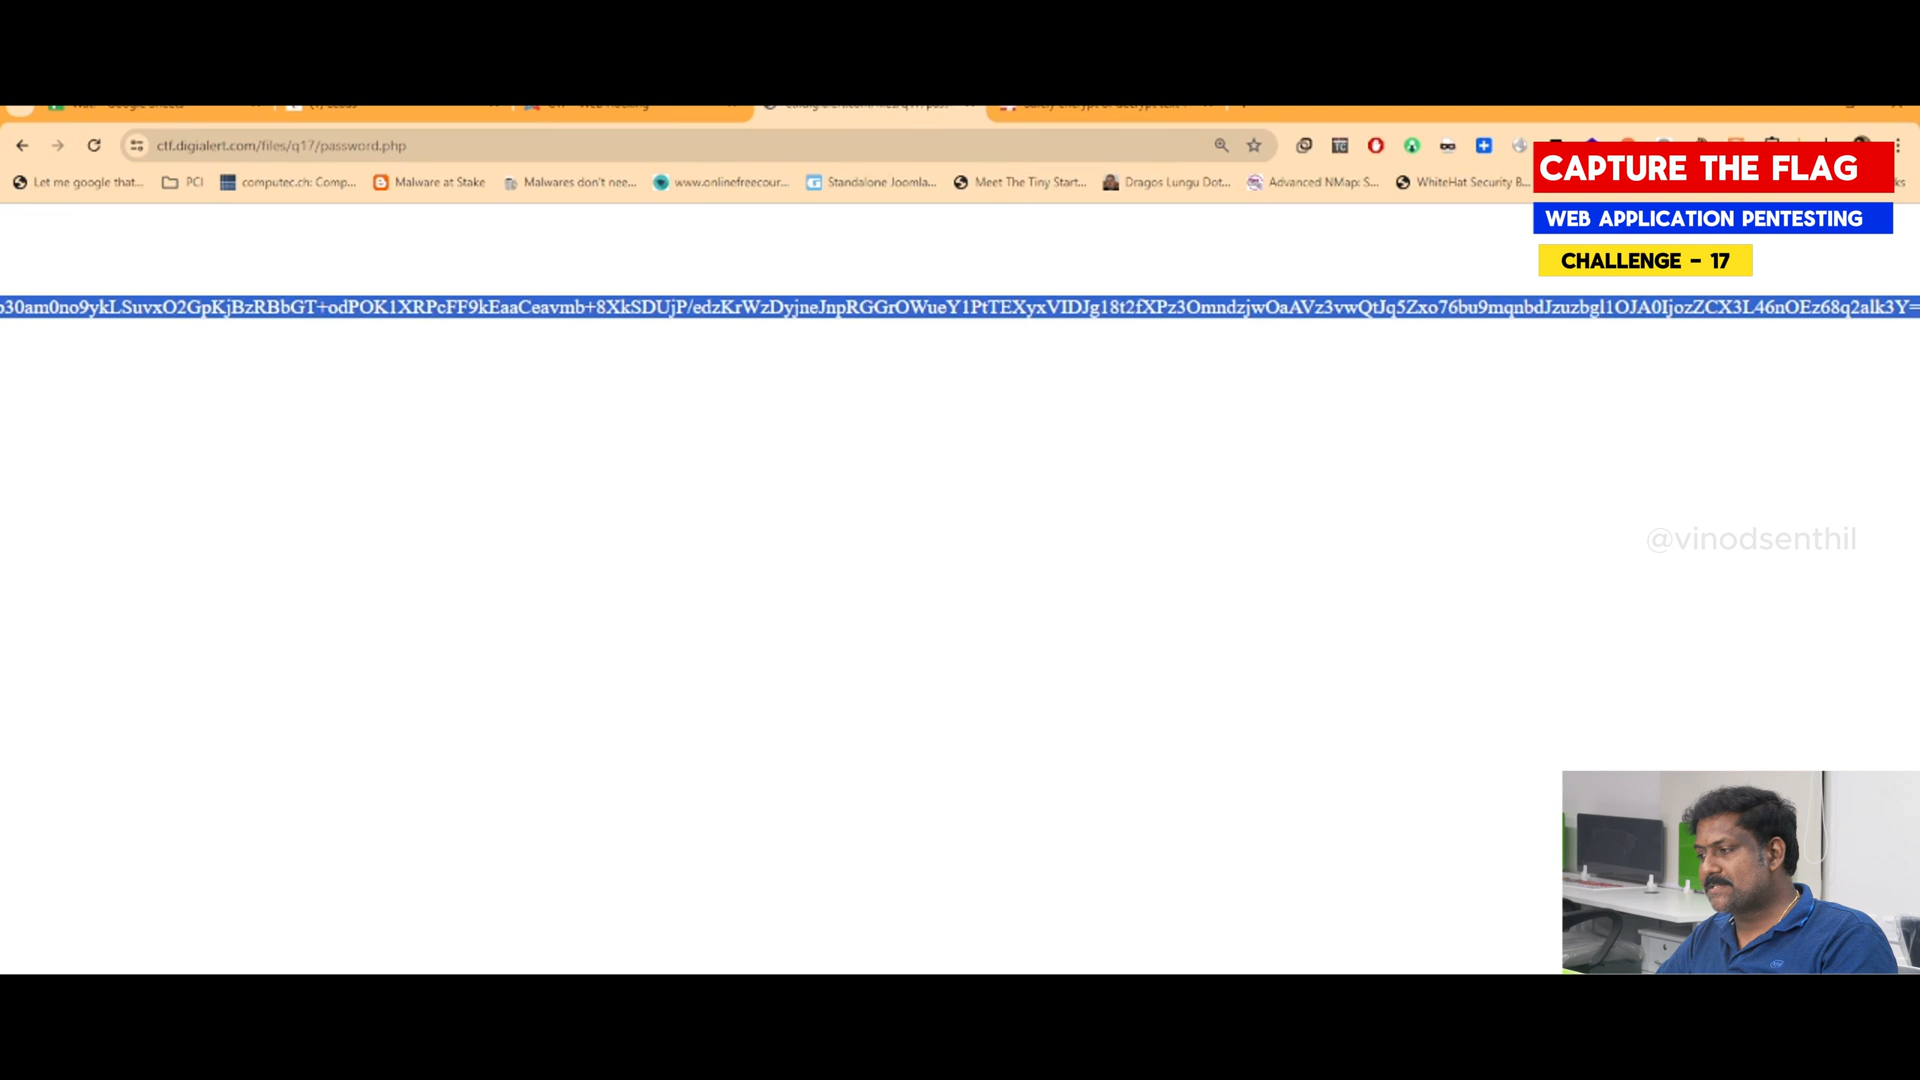 ctf.digialert.com/files/q17/password.php
Let me google that... PCI computec.ch: Comp... Malware at Stake Malwares don't nee... www.onlinefreecour... Standalone Joomla... Meet The Tiny Start... Dragos Lungu Dot... Advanced NMap: S... WhiteHat Security B...
CAPTURE THE FLAG
WEB APPLICATION PENTESTING
CHALLENGE - 17
o30am0no9ykLSuvxO2GpKjBzRBbGT+odPOK1XRPcFF9kEaaCeavmb+8XkSDUjP/edzKrWzDyjneJnpRGGrOWueY1PtTEXyxVIDJg18t2fXPz3OmndzjwOaAVz3vwQtJq5Zxo76bu9mqnbdJzuzbgl1OJA0IjozZCX3L46nOEz68q2alk3Y=
@vinodsenthil